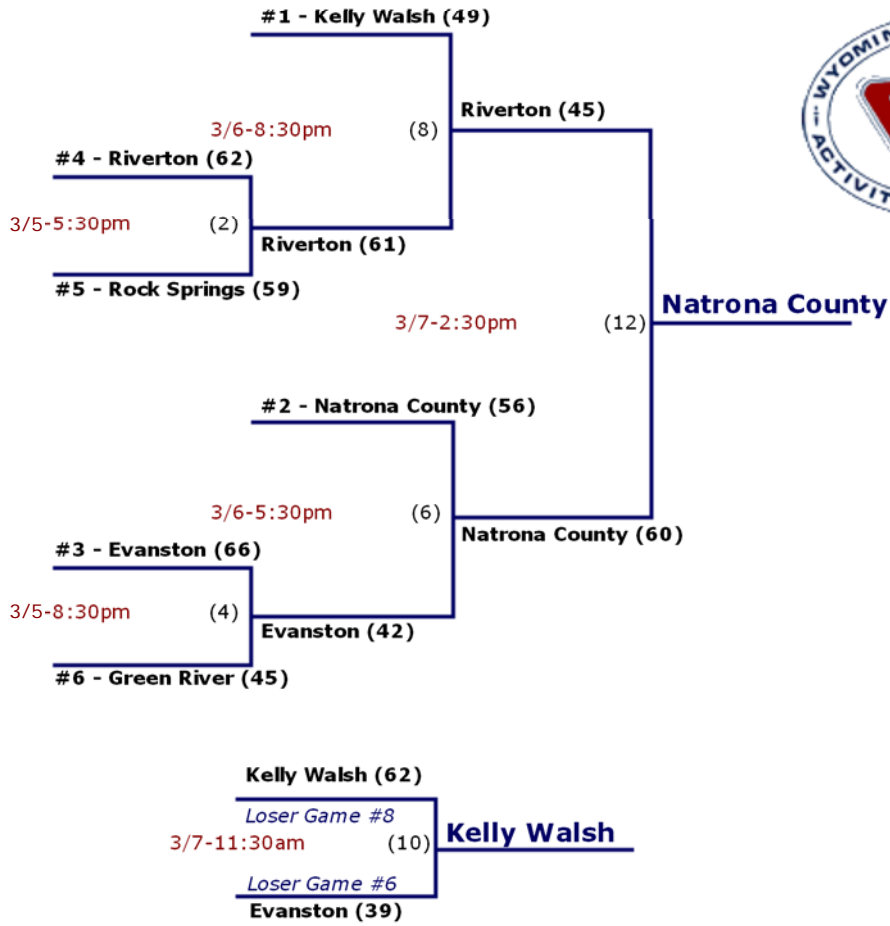 #1 - Kelly Walsh (49)
WYOMIN
ACTIVIT
Riverton (45)
3/6-8:30pm (8)
#4 - Riverton (62)
3/5-5:30pm (2)
Riverton (61)
#5 - Rock Springs (59)
Natrona County
3/7-2:30pm (12)
#2 - Natrona County (56)
3/6-5:30pm (6)
Natrona County (60)
#3 - Evanston (66)
3/5-8:30pm (4)
Evanston (42)
#6 - Green River (45)
Kelly Walsh (62)
Loser Game #8
Kelly Walsh
3/7-11:30am (10)
Loser Game #6
Evanston (39)